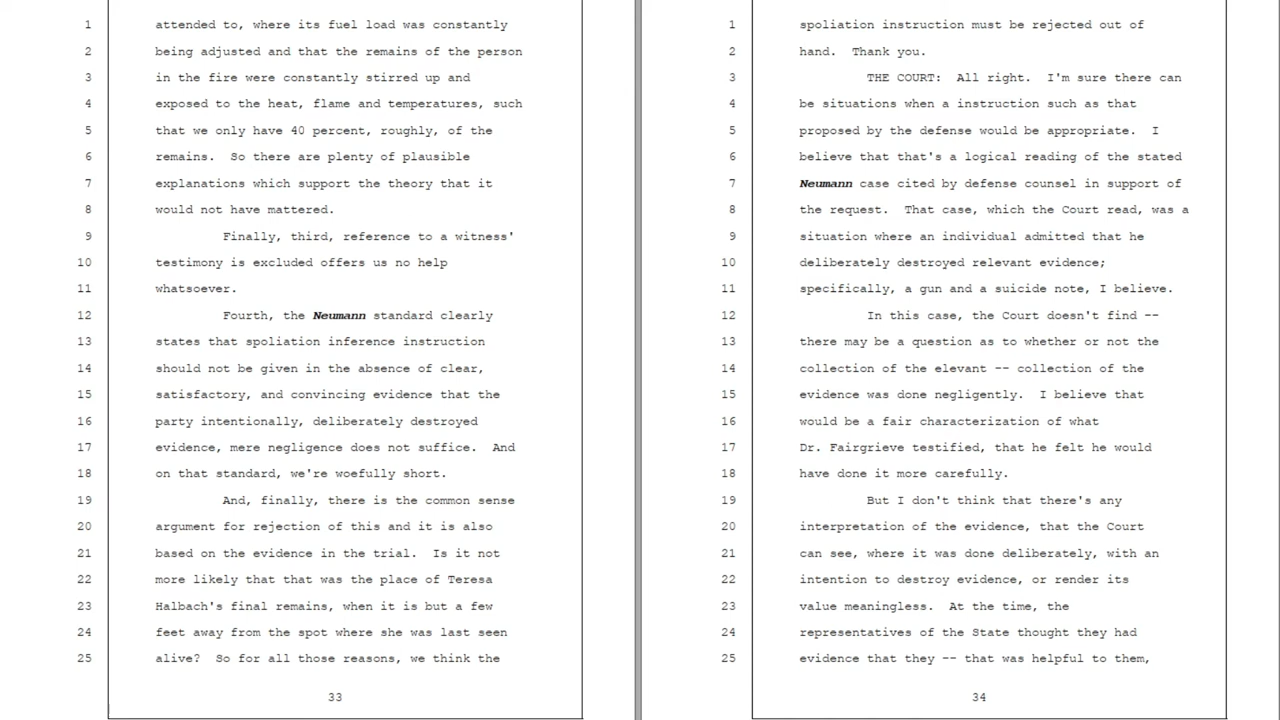 1 attended to, where its fuel load was constantly
2 being adjusted and that the remains of the person
3 in the fire were constantly stirred up and
4 exposed to the heat, flame and temperatures, such
5 that we only have 40 percent, roughly, of the
6 remains. So there are plenty of plausible
7 explanations which support the theory that it
8 would not have mattered.
9 Finally, third, reference to a witness'
10 testimony is excluded offers us no help
11 whatsoever.
12 Fourth, the Neumann standard clearly
13 states that spoliation inference instruction
14 should not be given in the absence of clear,
15 satisfactory, and convincing evidence that the
16 party intentionally, deliberately destroyed
17 evidence, mere negligence does not suffice. And
18 on that standard, we're woefully short.
19 And, finally, there is the common sense
20 argument for rejection of this and it is also
21 based on the evidence in the trial. Is it not
22 more likely that that was the place of Teresa
23 Halbach's final remains, when it is but a few
24 feet away from the spot where she was last seen
25 alive? So for all those reasons, we think the
33
1 spoliation instruction must be rejected out of
2 hand. Thank you.
3 THE COURT: All right. I'm sure there can
4 be situations when a instruction such as that
5 proposed by the defense would be appropriate. I
6 believe that that's a logical reading of the stated
7 Neumann case cited by defense counsel in support of
8 the request. That case, which the Court read, was a
9 situation where an individual admitted that he
10 deliberately destroyed relevant evidence;
11 specifically, a gun and a suicide note, I believe.
12 In this case, the Court doesn't find --
13 there may be a question as to whether or not the
14 collection of the elevant -- collection of the
15 evidence was done negligently. I believe that
16 would be a fair characterization of what
17 Dr. Fairgrieve testified, that he felt he would
18 have done it more carefully.
19 But I don't think that there's any
20 interpretation of the evidence, that the Court
21 can see, where it was done deliberately, with an
22 intention to destroy evidence, or render its
23 value meaningless. At the time, the
24 representatives of the State thought they had
25 evidence that they -- that was helpful to them,
34